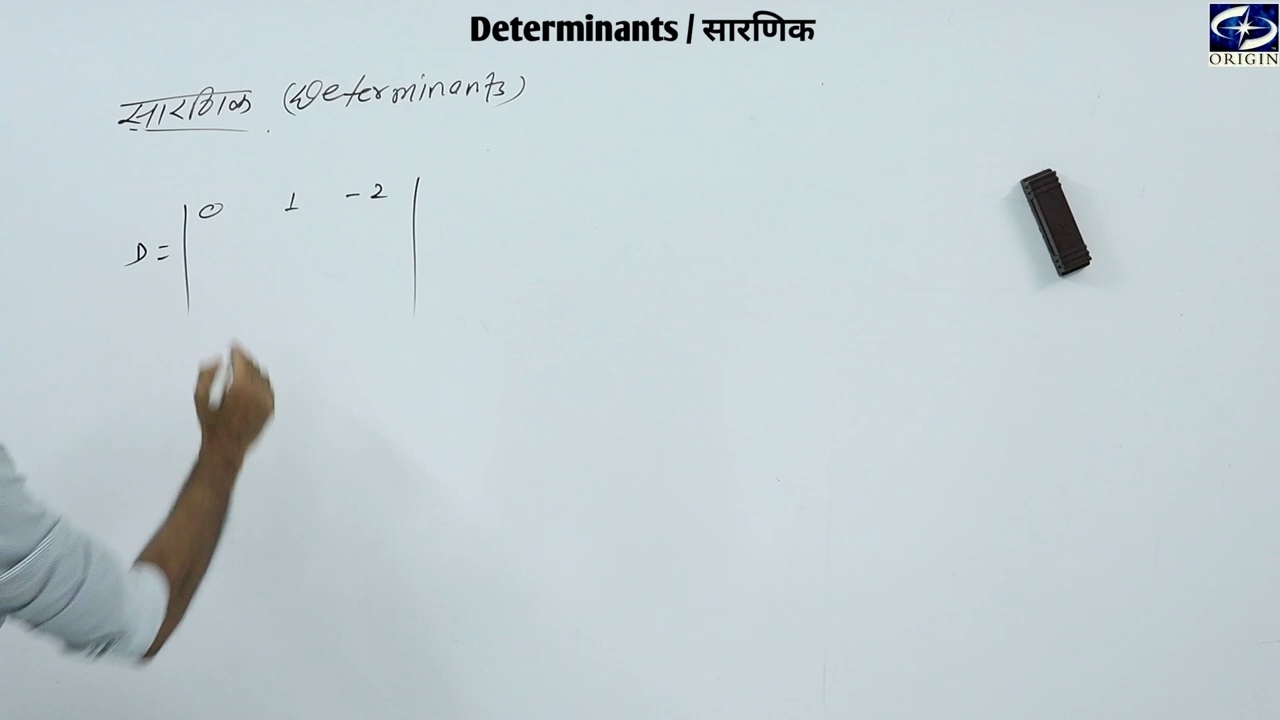 Determinants / सारणिक
ORIGIN
सारणिक (Determinants)
D = | 0 1 -2 |